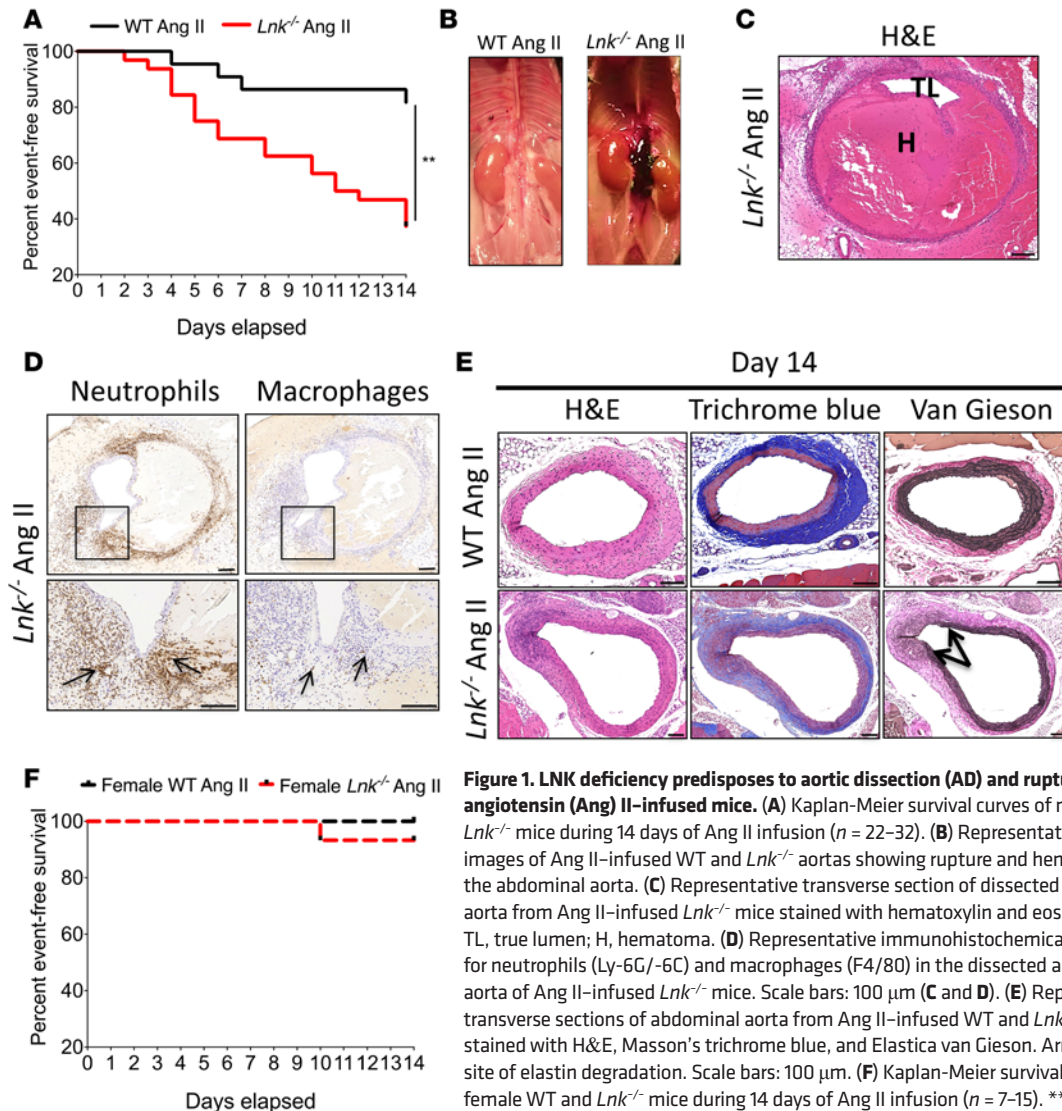 A
WT Ang II
Lnk-/- Ang II
Percent event-free survival
100
80
60
40
20
0 1 2 3 4 5 6 7 8 9 10 11 12 13 14
Days elapsed
**
B
WT Ang II
Lnk-/- Ang II
C
H&E
Lnk-/- Ang II
TL
H
D
Neutrophils
Macrophages
Lnk-/- Ang II
E
Day 14
H&E
Trichrome blue
Van Gieson
WT Ang II
Lnk-/- Ang II
F
Female WT Ang II
Female Lnk-/- Ang II
Percent event-free survival
100
80
60
40
20
0 1 2 3 4 5 6 7 8 9 10 11 12 13 14
Days elapsed
Figure 1. LNK deficiency predisposes to aortic dissection (AD) and
angiotensin (Ang) II–infused mice. (A) Kaplan-Meier survival curves of
Lnk-/- mice during 14 days of Ang II infusion (n = 22–32). (B)
images of Ang II–infused WT and Lnk-/- aortas showing rupture and
the abdominal aorta. (C) Representative transverse section of dissected
aorta from Ang II–infused Lnk-/- mice stained with hematoxylin and
TL, true lumen; H, hematoma. (D) Representative immunohistochemical
for neutrophils (Ly-6G/-6C) and macrophages (F4/80) in the dissected
aorta of Ang II–infused Lnk-/- mice. Scale bars: 100 μm (C and D). (E)
transverse sections of abdominal aorta from Ang II–infused WT and
stained with H&E, Masson's trichrome blue, and Elastica van Gieson.
site of elastin degradation. Scale bars: 100 μm. (F) Kaplan-Meier survival
female WT and Lnk-/- mice during 14 days of Ang II infusion (n = 7–15). **